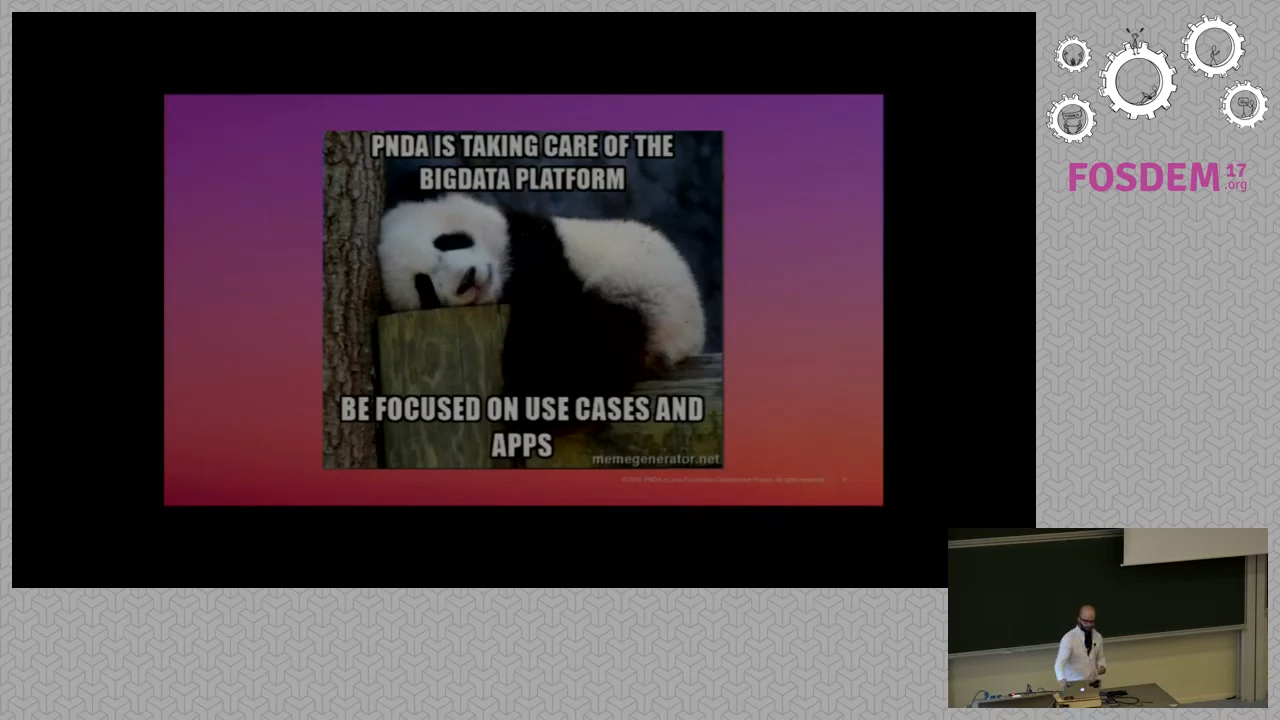 PNDA IS TAKING CARE OF THE
BIGDATA PLATFORM
BE FOCUSED ON USE CASES AND
APPS
memegenerator.net
FOSDEM 17
.org